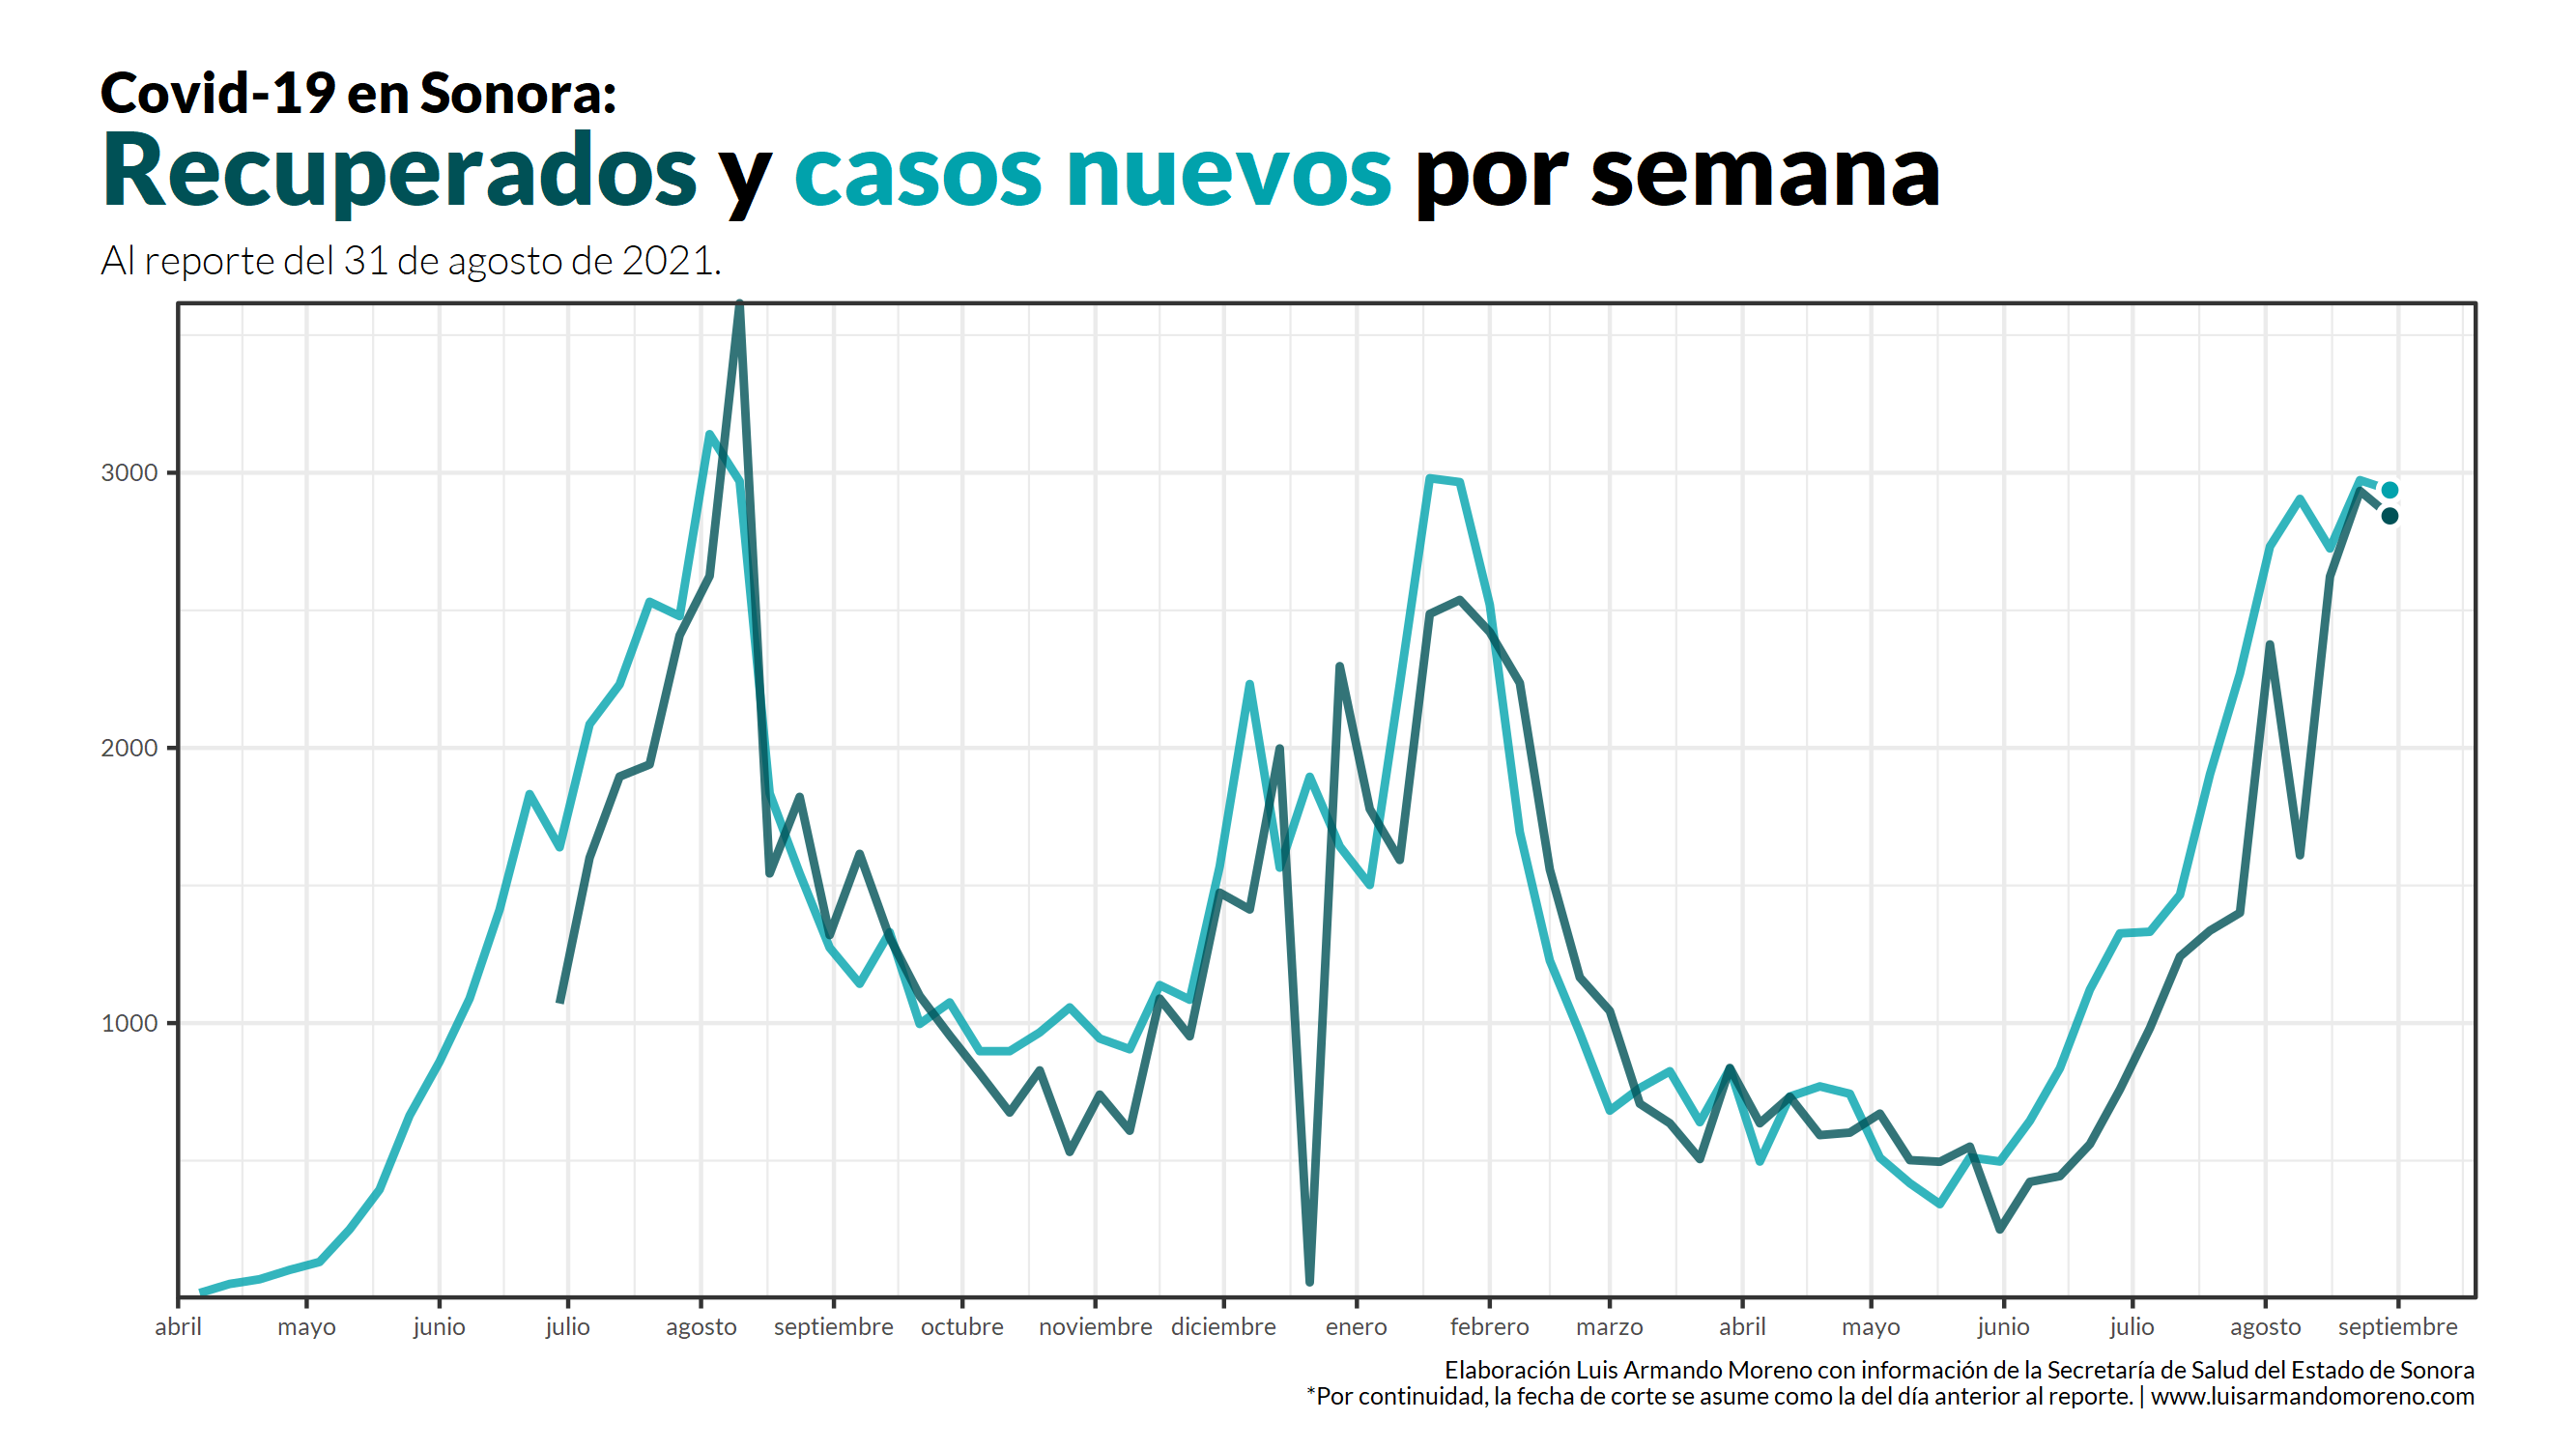 Covid-19 en Sonora:
Recuperados y casos nuevos por semana
Al reporte del 31 de agosto de 2021.
3000
2000
1000
abril mayo junio julio agosto septiembre octubre noviembre diciembre enero febrero marzo abril mayo junio julio agosto septiembre
Elaboración Luis Armando Moreno con información de la Secretaría de Salud del Estado de Sonora
*Por continuidad, la fecha de corte se asume como la del día anterior al reporte. | www.luisarmandomoreno.com